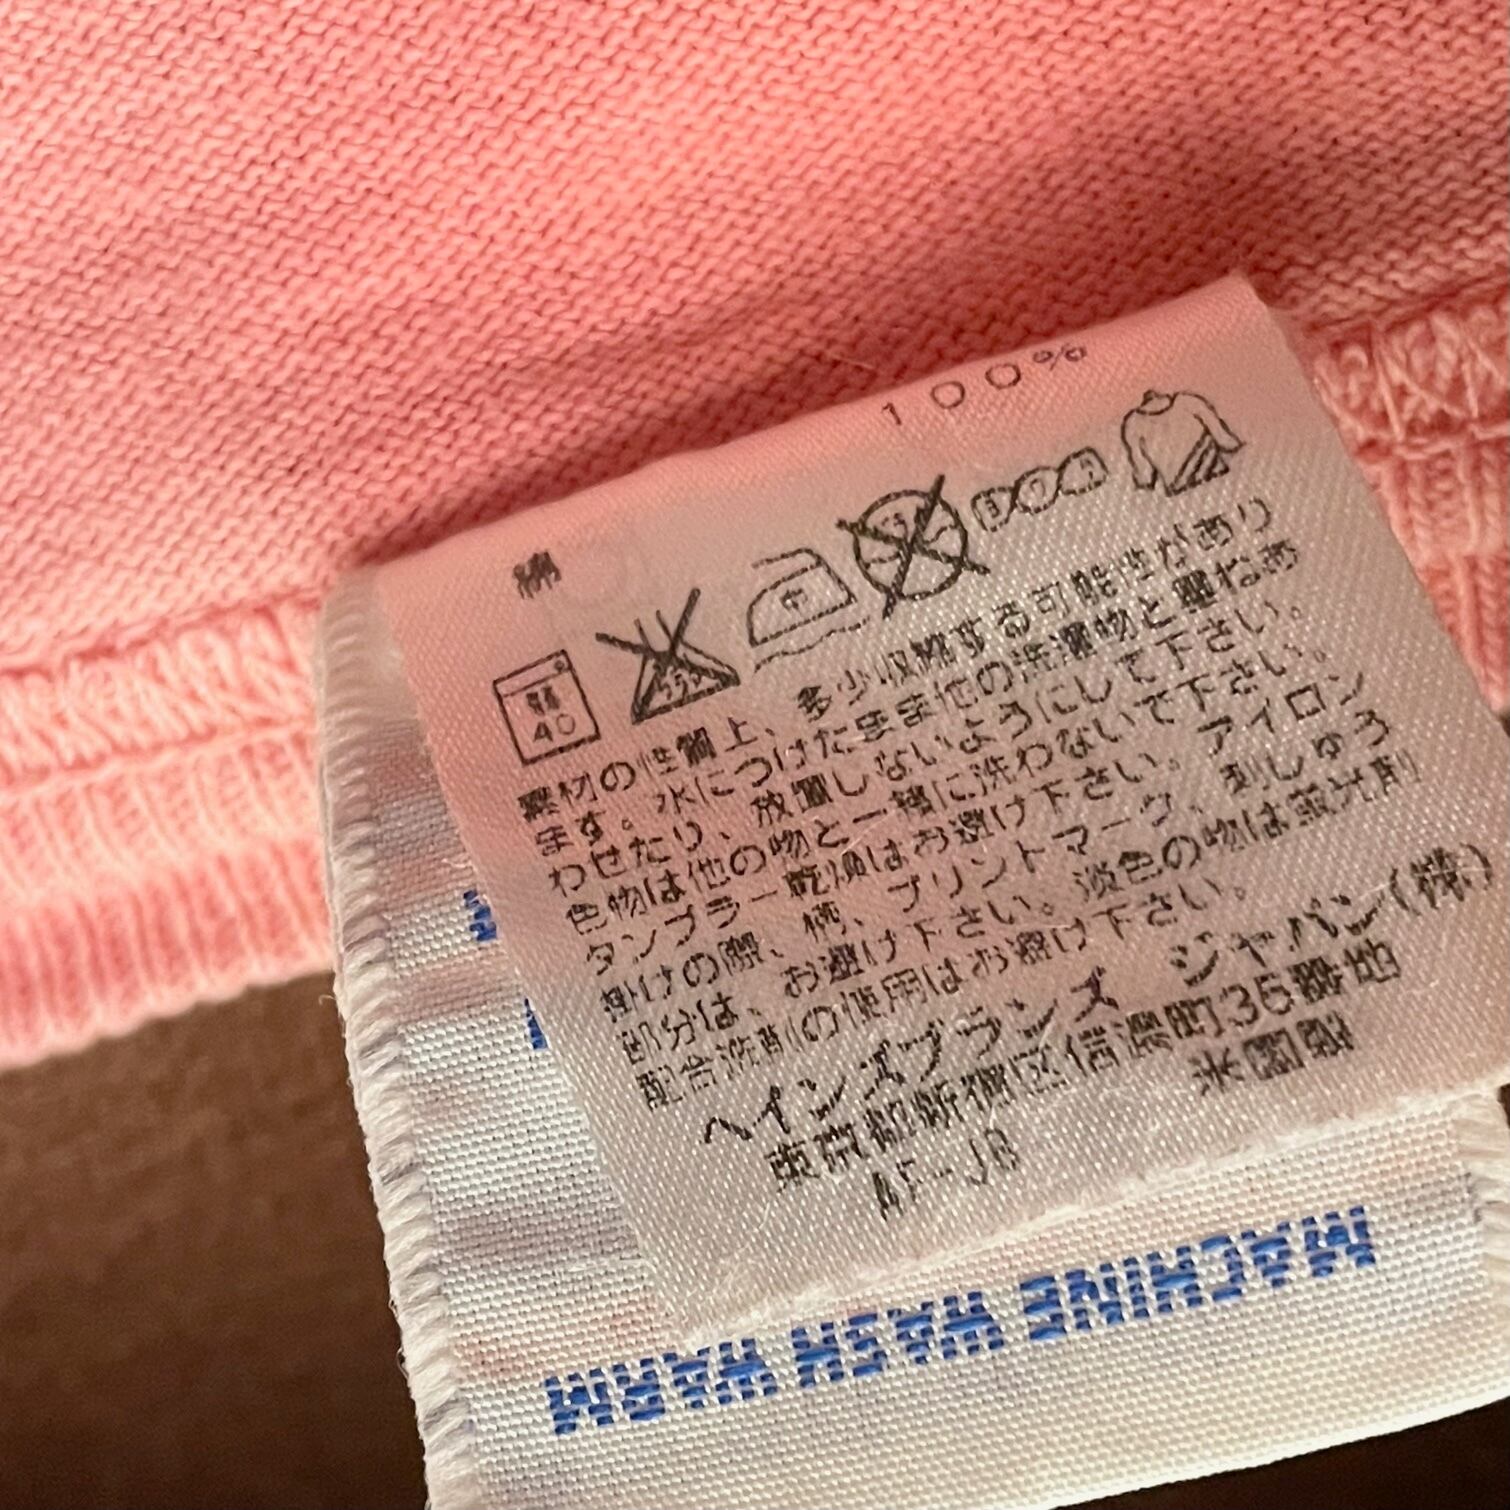 綿 100%
弱 40
素材の性質上、多少収縮する可能性があり
ます。水につけたまま他の洗濯物と重ねあ
わせたり、放置しないようにして下さい。
色物は他の物と一緒に洗わないで下さい。
タンブラー乾燥はお避け下さい。アイロン
掛けの際、柄、プリントマーク、刺しゅう
部分は、お避け下さい。淡色の物は蛍光剤
配合洗剤の使用はお避け下さい。
ヘインズブランズ ジャパン(株)
東京都新宿区信濃町35番地
AF-JB 米国製
MACHINE WASH WARM